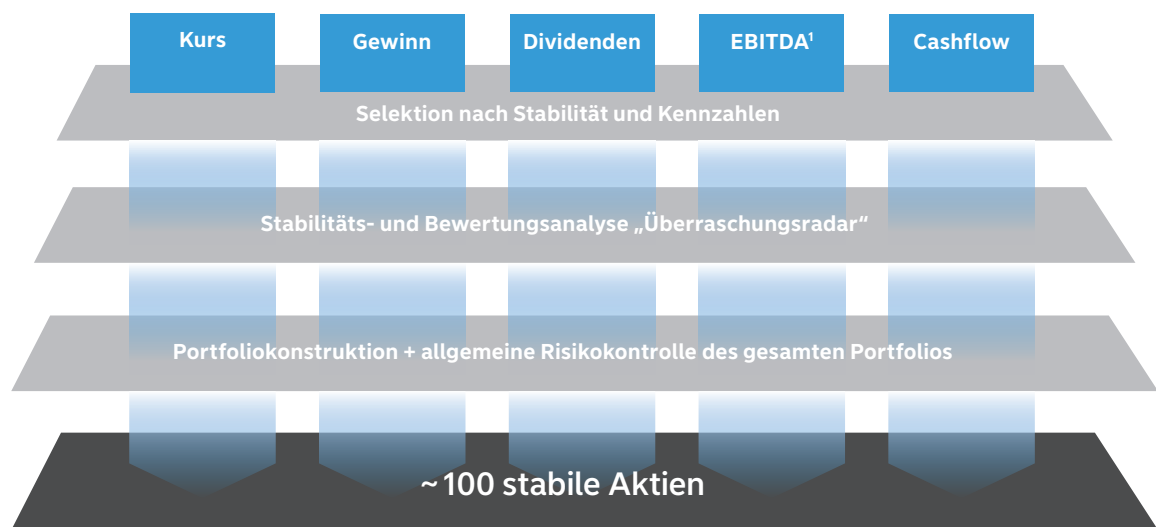 Kurs
Gewinn
Dividenden
EBITDA¹
Cashflow
Selektion nach Stabilität und Kennzahlen
Stabilitäts- und Bewertungsanalyse „Überraschungsradar“
Portfoliokonstruktion + allgemeine Risikokontrolle des gesamten Portfolios
~ 100 stabile Aktien